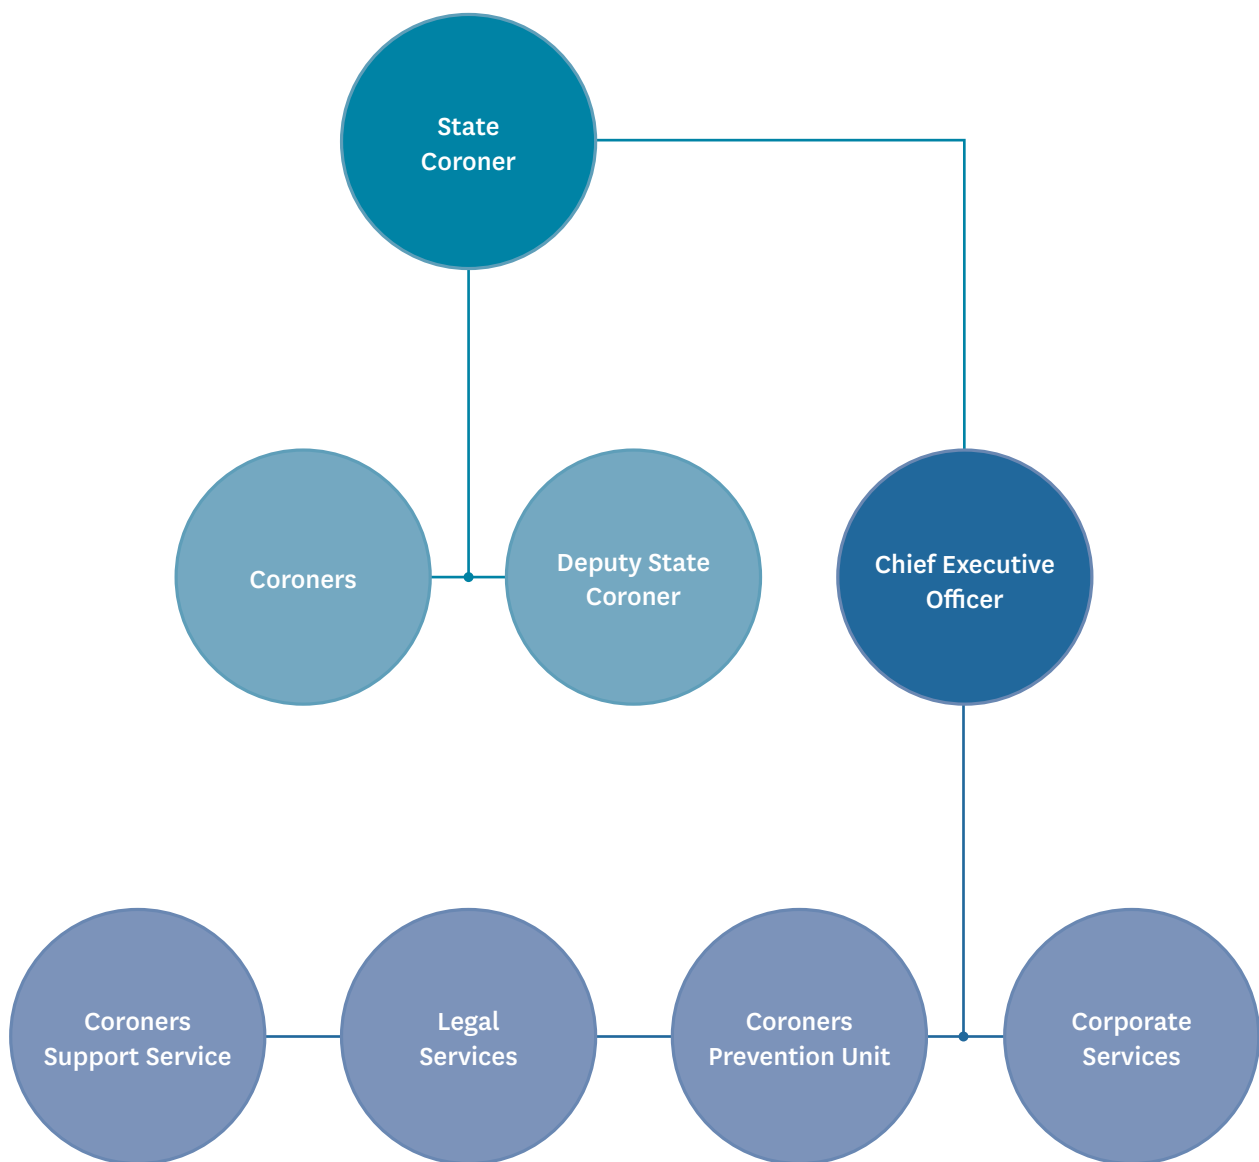 State
Coroner
Coroners
Deputy State
Coroner
Chief Executive
Officer
Coroners
Support Service
Legal
Services
Coroners
Prevention Unit
Corporate
Services